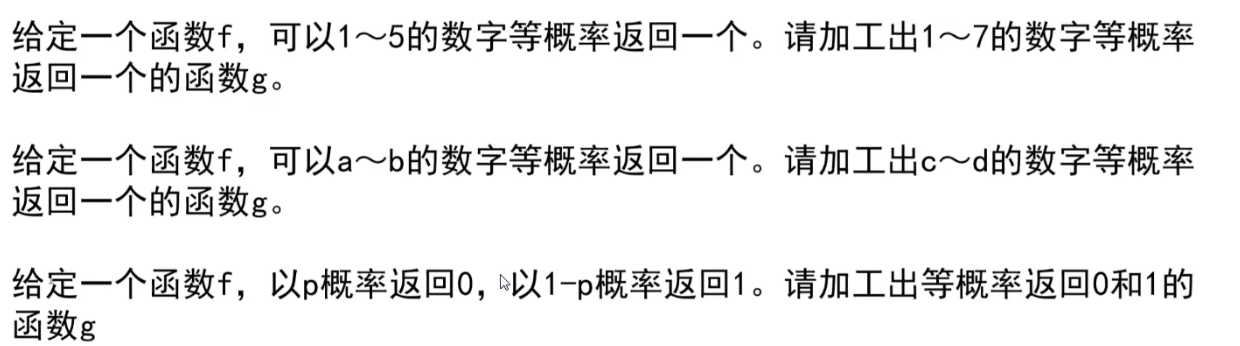 给定一个函数f，可以1～5的数字等概率返回一个。请加工出1～7的数字等概率
返回一个的函数g。
给定一个函数f，可以a～b的数字等概率返回一个。请加工出c～d的数字等概率
返回一个的函数g。
给定一个函数f，以p概率返回0，以1-p概率返回1。请加工出等概率返回0和1的
函数g